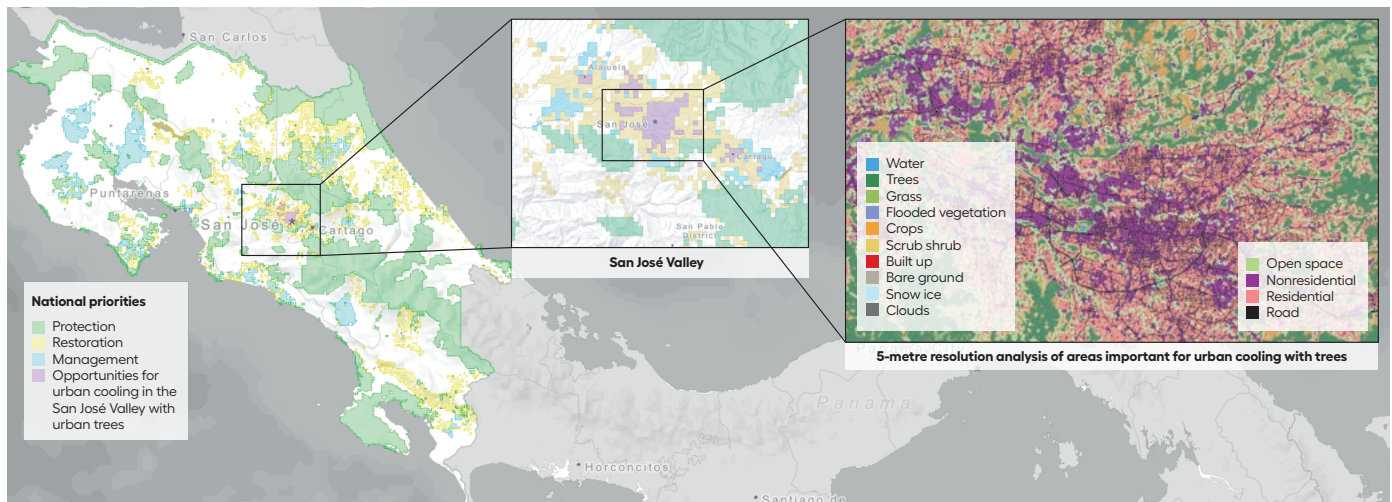 San Carlos
Puntarenas
San José
Cartago
National priorities
Protection
Restoration
Management
Opportunities for
urban cooling in the
San José Valley with
urban trees
Alajuela
San José
Cartago
San Pablo
District
San José Valley
Water
Trees
Grass
Flooded vegetation
Crops
Scrub shrub
Built up
Bare ground
Snow ice
Clouds
Open space
Nonresidential
Residential
Road
5-metre resolution analysis of areas important for urban cooling with trees
Panama
Horconcitos
Santiago de